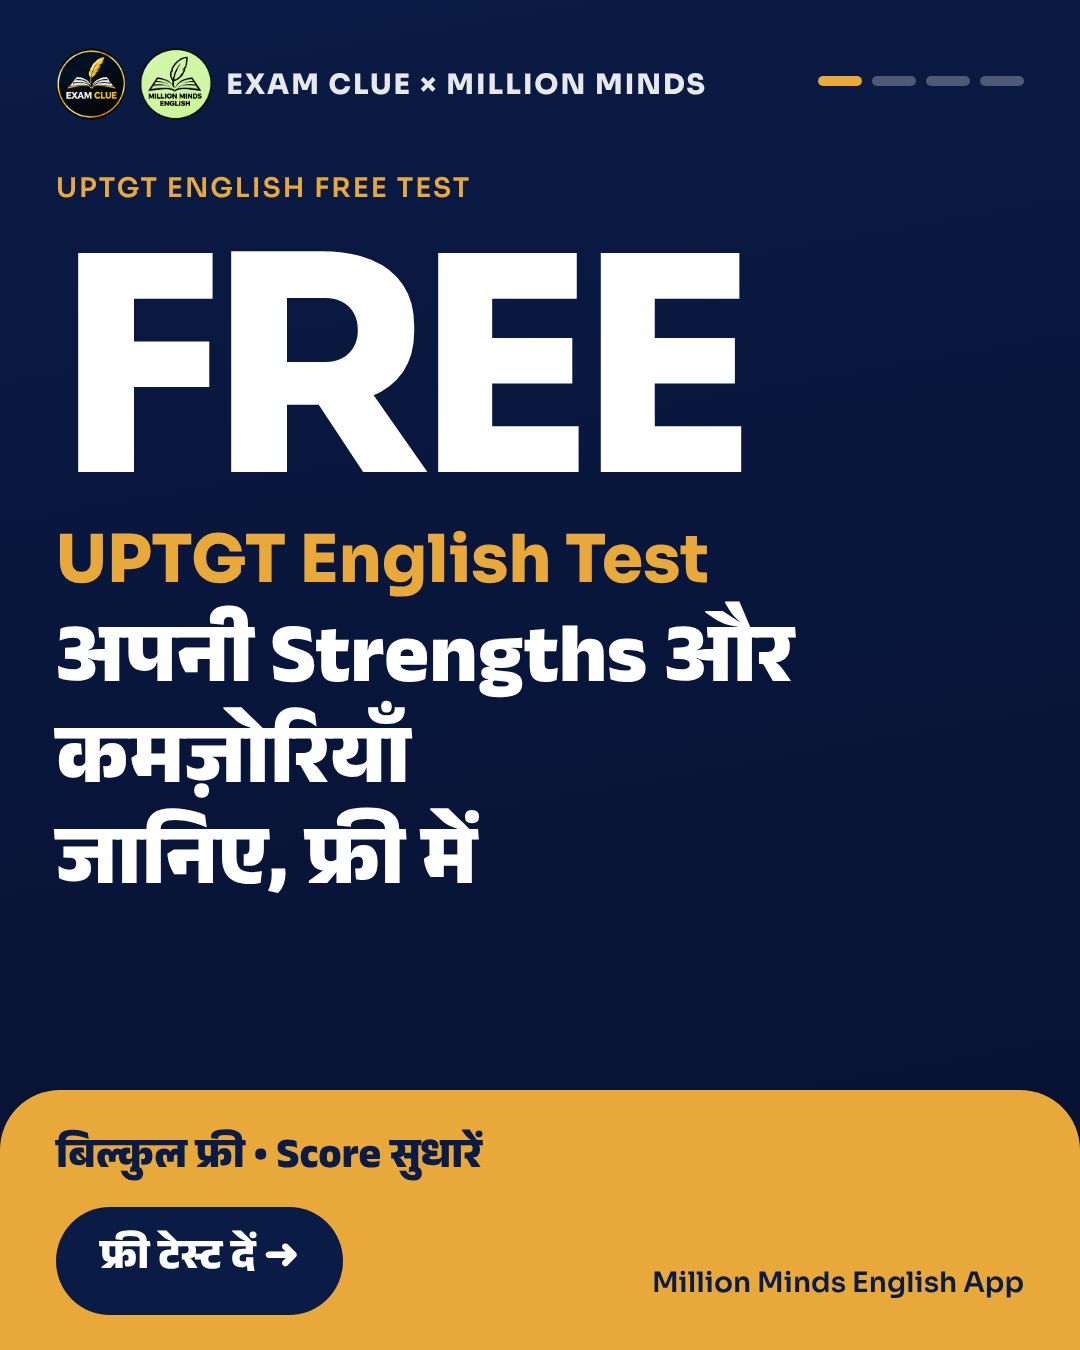 EXAM CLUE
MILLION MINDS
ENGLISH
EXAM CLUE × MILLION MINDS
UPTGT ENGLISH FREE TEST
FREE
UPTGT English Test
अपनी Strengths और
कमज़ोरियाँ
जानिए, फ्री में
बिल्कुल फ्री • Score सुधारें
फ्री टेस्ट दें →
Million Minds English App